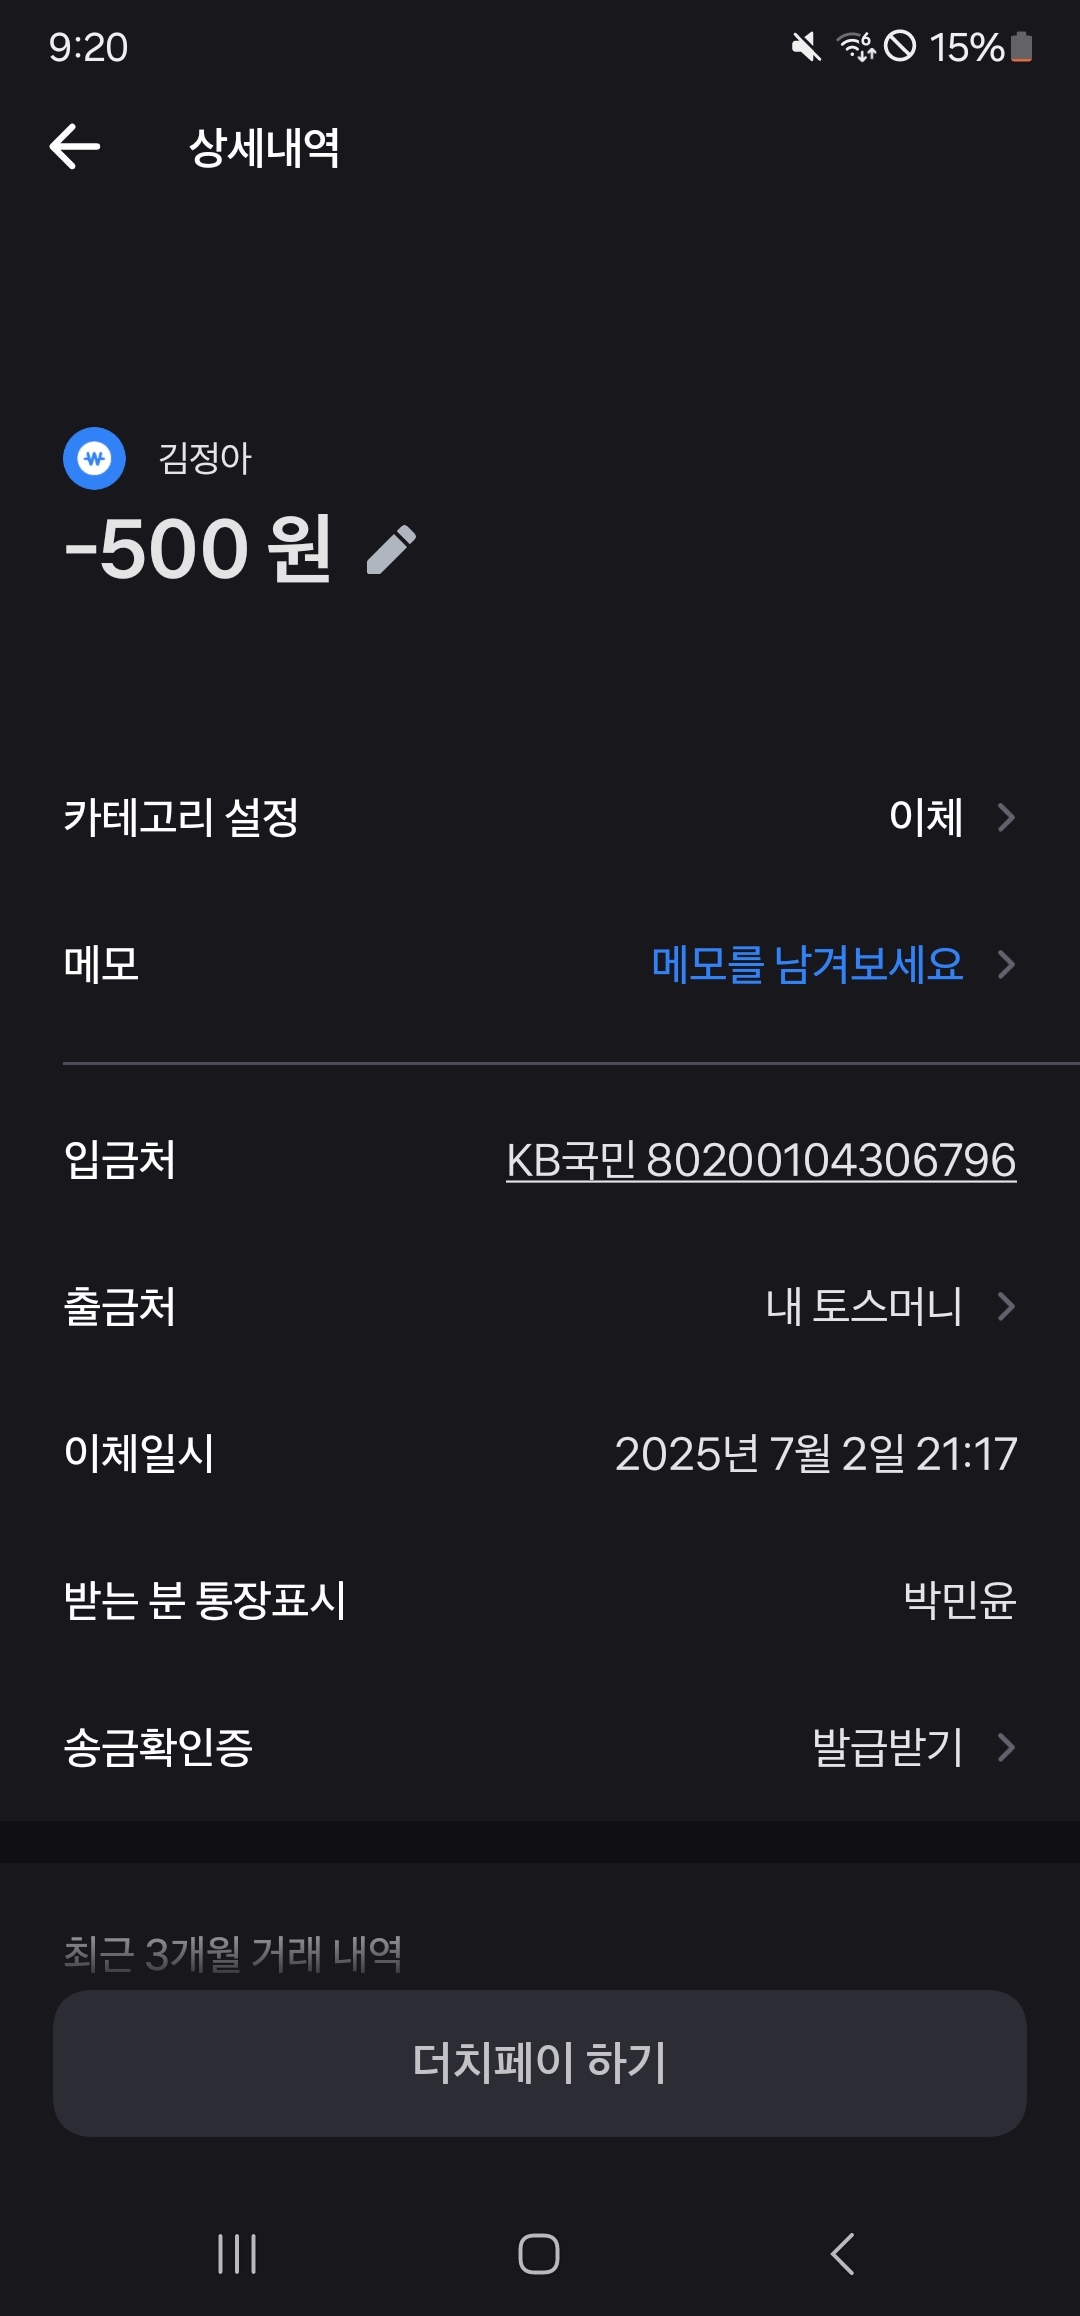 9:20 6 15%
상세내역
김정아
-500 원
카테고리 설정 이체
메모 메모를 남겨보세요
입금처 KB국민 80200104306796
출금처 내 토스머니
이체일시 2025년 7월 2일 21:17
받는 분 통장표시 박민윤
송금확인증 발급받기
최근 3개월 거래 내역
더치페이 하기